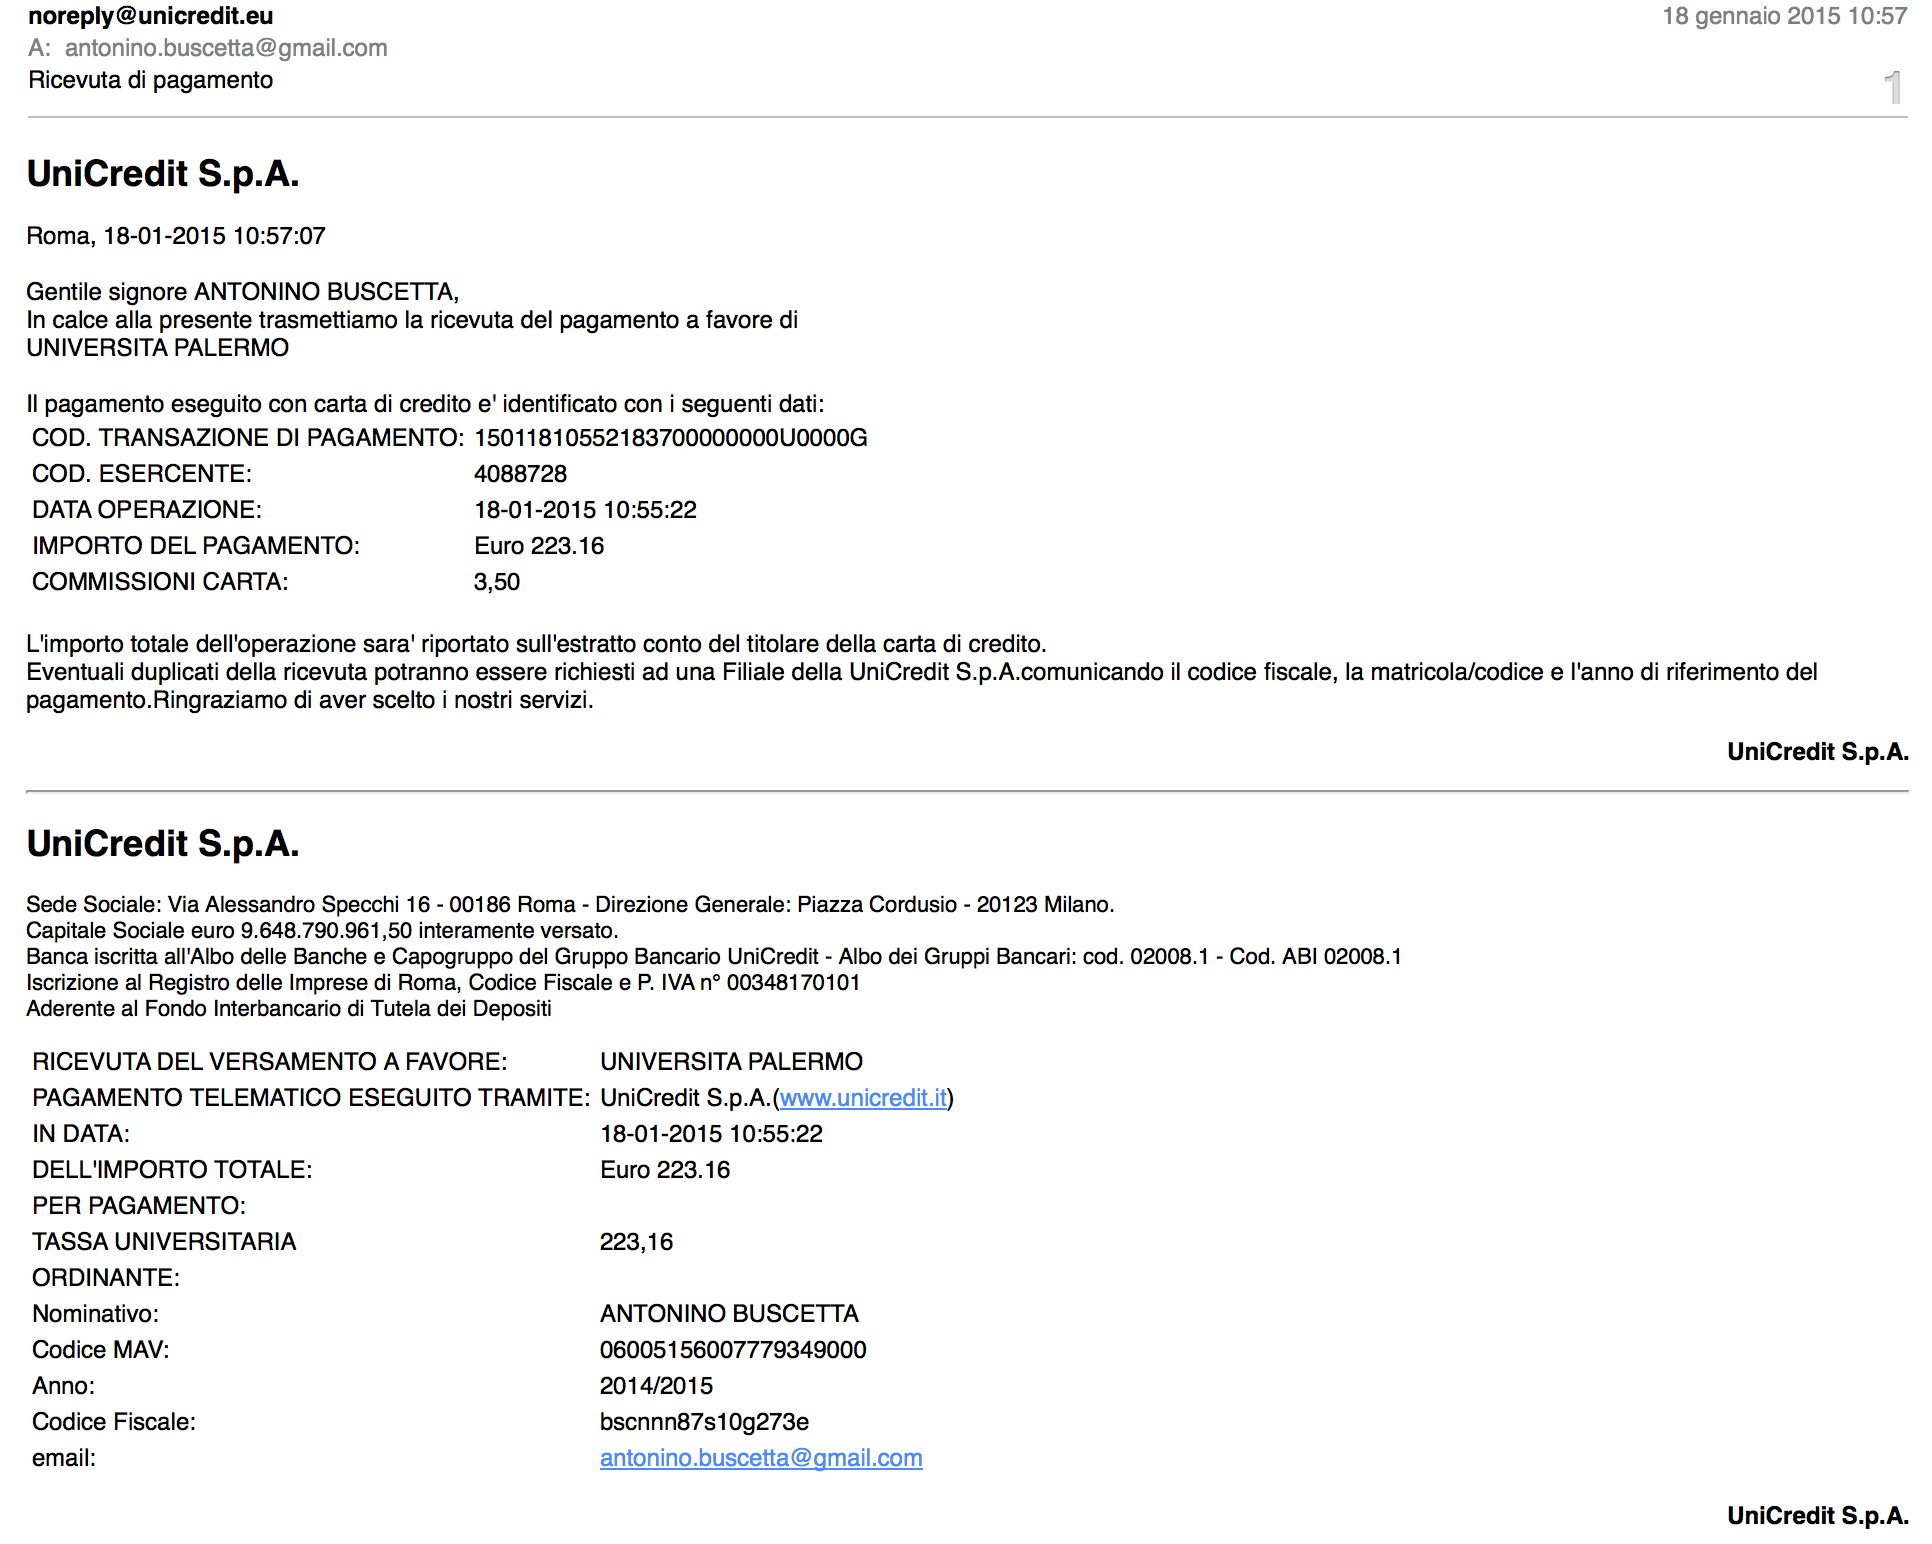 noreply@unicredit.eu
18 gennaio 2015 10:57
A: antonino.buscetta@gmail.com
Ricevuta di pagamento
1
UniCredit S.p.A.
Roma, 18-01-2015 10:57:07
Gentile signore ANTONINO BUSCETTA,
In calce alla presente trasmettiamo la ricevuta del pagamento a favore di
UNIVERSITA PALERMO
Il pagamento eseguito con carta di credito e' identificato con i seguenti dati:
COD. TRANSAZIONE DI PAGAMENTO: 15011810552183700000000U0000G
COD. ESERCENTE: 4088728
DATA OPERAZIONE: 18-01-2015 10:55:22
IMPORTO DEL PAGAMENTO: Euro 223.16
COMMISSIONI CARTA: 3,50
L'importo totale dell'operazione sara' riportato sull'estratto conto del titolare della carta di credito.
Eventuali duplicati della ricevuta potranno essere richiesti ad una Filiale della UniCredit S.p.A.comunicando il codice fiscale, la matricola/codice e l'anno di riferimento del
pagamento.Ringraziamo di aver scelto i nostri servizi.
UniCredit S.p.A.
UniCredit S.p.A.
Sede Sociale: Via Alessandro Specchi 16 - 00186 Roma - Direzione Generale: Piazza Cordusio - 20123 Milano.
Capitale Sociale euro 9.648.790.961,50 interamente versato.
Banca iscritta all'Albo delle Banche e Capogruppo del Gruppo Bancario UniCredit - Albo dei Gruppi Bancari: cod. 02008.1 - Cod. ABI 02008.1
Iscrizione al Registro delle Imprese di Roma, Codice Fiscale e P. IVA n° 00348170101
Aderente al Fondo Interbancario di Tutela dei Depositi
RICEVUTA DEL VERSAMENTO A FAVORE: UNIVERSITA PALERMO
PAGAMENTO TELEMATICO ESEGUITO TRAMITE: UniCredit S.p.A.(www.unicredit.it)
IN DATA: 18-01-2015 10:55:22
DELL'IMPORTO TOTALE: Euro 223.16
PER PAGAMENTO:
TASSA UNIVERSITARIA 223,16
ORDINANTE:
Nominativo: ANTONINO BUSCETTA
Codice MAV: 06005156007779349000
Anno: 2014/2015
Codice Fiscale: bscnnn87s10g273e
email: antonino.buscetta@gmail.com
UniCredit S.p.A.